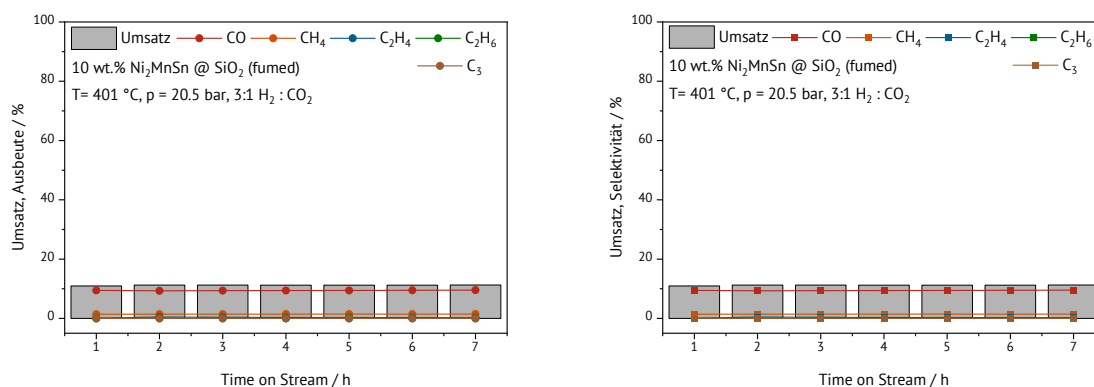 Umsatz, Ausbeute / %
100
80
60
40
20
0
Umsatz CO CH₄ C₂H₄ C₂H₆
C₃
10 wt.% Ni₂MnSn @ SiO₂ (fumed)
T= 401 °C, p = 20.5 bar, 3:1 H₂ : CO₂
1 2 3 4 5 6 7
Time on Stream / h
Umsatz, Selektivität / %
100
80
60
40
20
0
Umsatz CO CH₄ C₂H₄ C₂H₆
C₃
10 wt.% Ni₂MnSn @ SiO₂ (fumed)
T= 401 °C, p = 20.5 bar, 3:1 H₂ : CO₂
1 2 3 4 5 6 7
Time on Stream / h